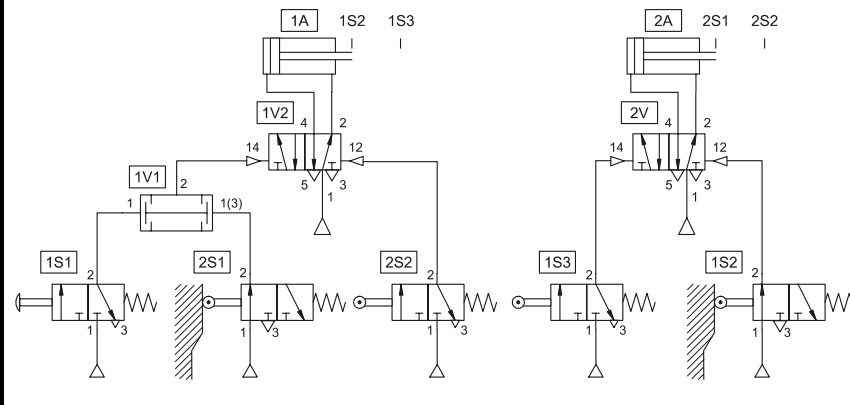 1A 1S2 1S3 2A 2S1 2S2
1V2 4 2 2V 4 2
14 12 14 12
1V1 2 5 3 5 3
1 1(3) 1 1
1S1 2 2S1 2 2S2 2 1S3 2 1S2 2
1 3 1 3 1 3 1 3 1 3